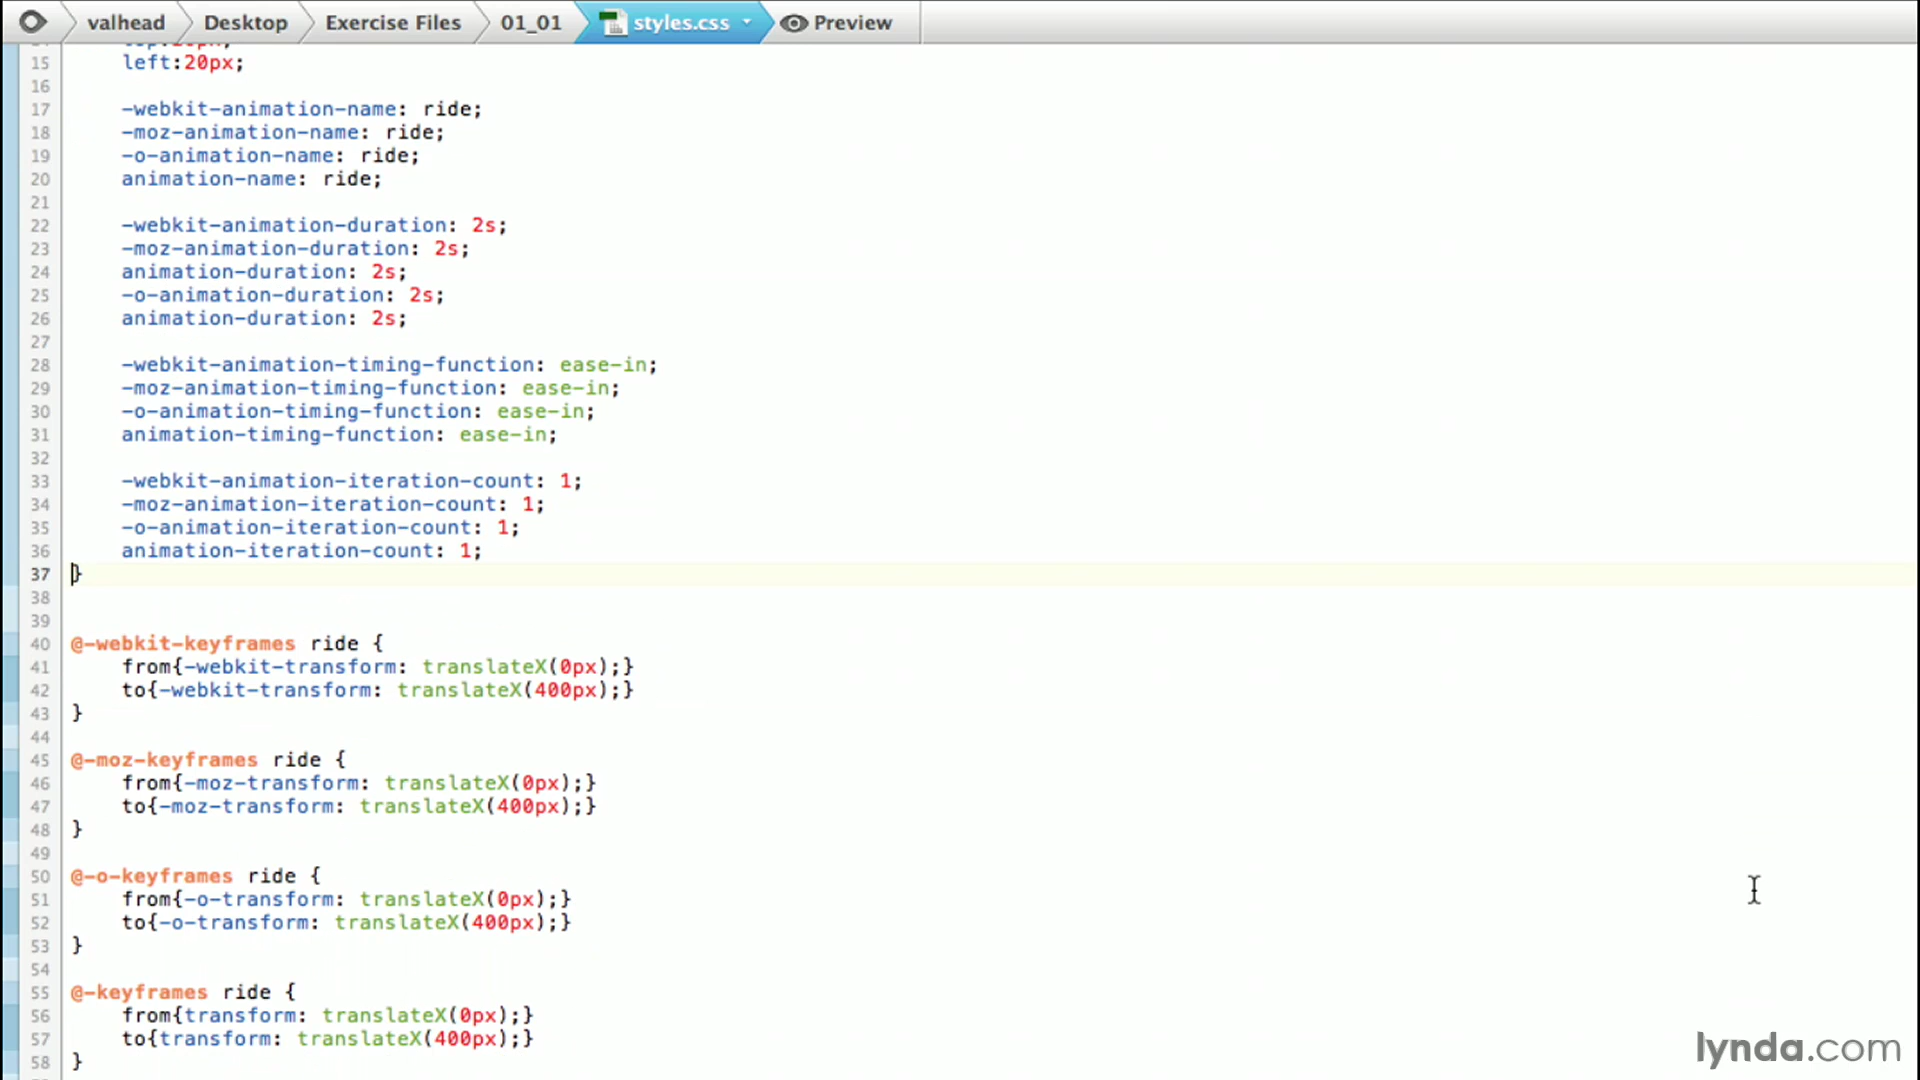 valhead Desktop Exercise Files 01_01 styles.css Preview
15 left:20px;
16
17 -webkit-animation-name: ride;
18 -moz-animation-name: ride;
19 -o-animation-name: ride;
20 animation-name: ride;
21
22 -webkit-animation-duration: 2s;
23 -moz-animation-duration: 2s;
24 animation-duration: 2s;
25 -o-animation-duration: 2s;
26 animation-duration: 2s;
27
28 -webkit-animation-timing-function: ease-in;
29 -moz-animation-timing-function: ease-in;
30 -o-animation-timing-function: ease-in;
31 animation-timing-function: ease-in;
32
33 -webkit-animation-iteration-count: 1;
34 -moz-animation-iteration-count: 1;
35 -o-animation-iteration-count: 1;
36 animation-iteration-count: 1;
37 }
38
39
40 @-webkit-keyframes ride {
41 from{-webkit-transform: translateX(0px);}
42 to{-webkit-transform: translateX(400px);}
43 }
44
45 @-moz-keyframes ride {
46 from{-moz-transform: translateX(0px);}
47 to{-moz-transform: translateX(400px);}
48 }
49
50 @-o-keyframes ride {
51 from{-o-transform: translateX(0px);}
52 to{-o-transform: translateX(400px);}
53 }
54
55 @-keyframes ride {
56 from{transform: translateX(0px);}
57 to{transform: translateX(400px);}
58 }
lynda.com